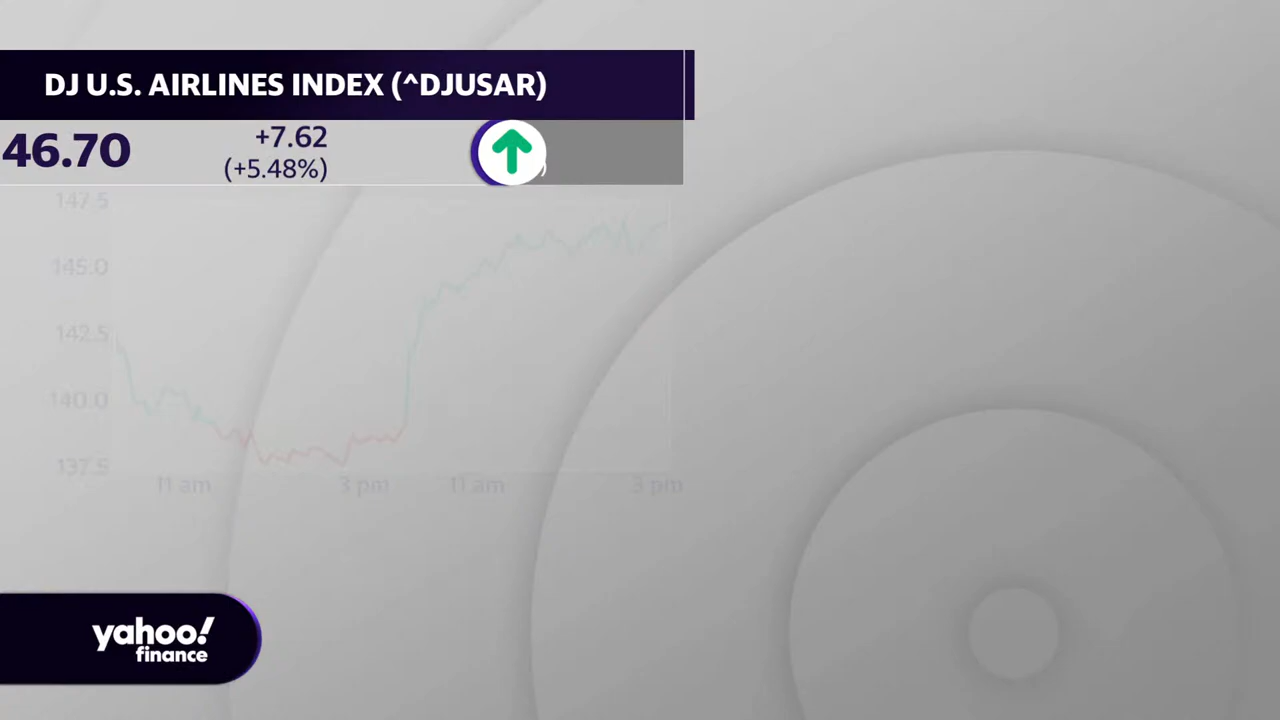 DJ U.S. AIRLINES INDEX (^DJUSAR)
46.70
+7.62
(+5.48%)
147.5
145.0
142.5
140.0
137.5
11 am 3 pm 11 am 3 pm
yahoo!
finance